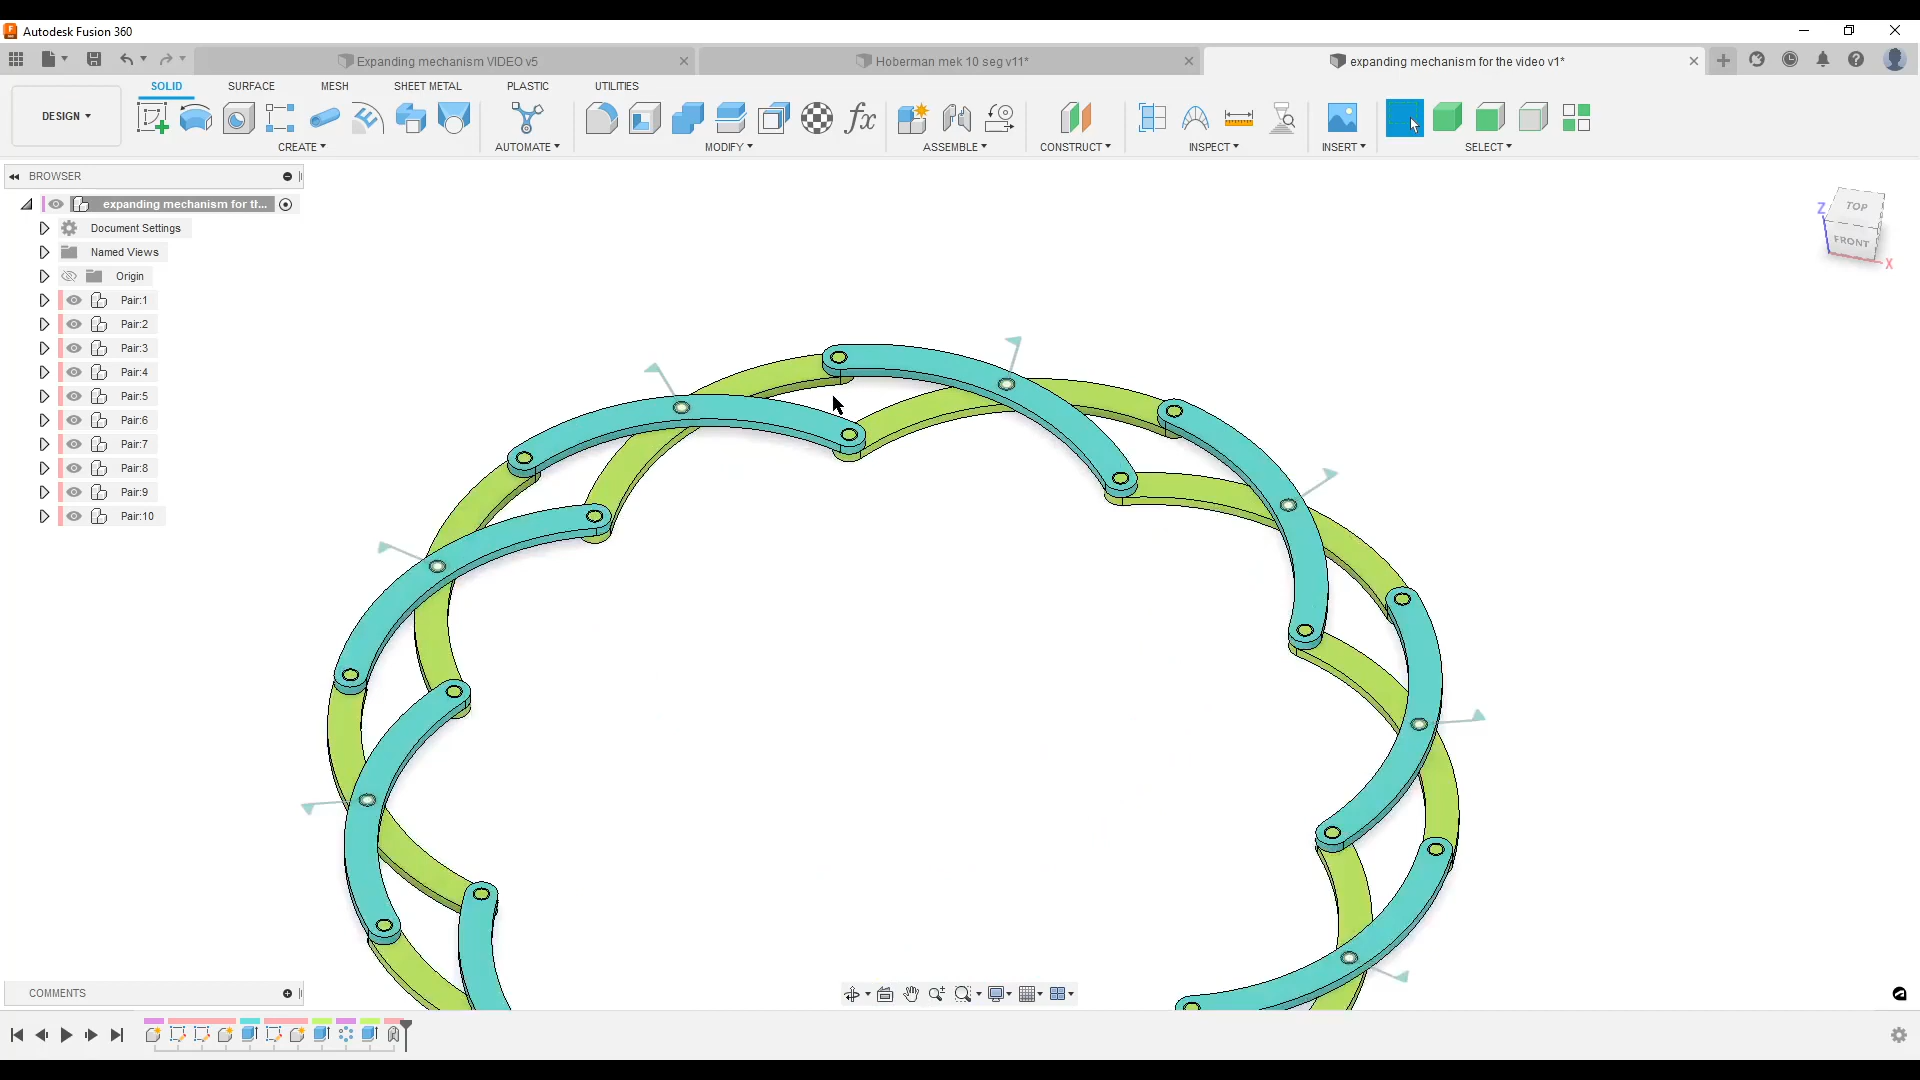 Autodesk Fusion 360
Expanding mechanism VIDEO v5
Hoberman mek 10 seg v11*
expanding mechanism for the video v1*
SOLID
SURFACE
MESH
SHEET METAL
PLASTIC
UTILITIES
DESIGN
CREATE
AUTOMATE
MODIFY
ASSEMBLE
CONSTRUCT
INSPECT
INSERT
SELECT
BROWSER
expanding mechanism for tł...
Document Settings
Named Views
Origin
Pair:1
Pair:2
Pair:3
Pair:4
Pair:5
Pair:6
Pair:7
Pair:8
Pair:9
Pair:10
Z
TOP
FRONT
X
COMMENTS